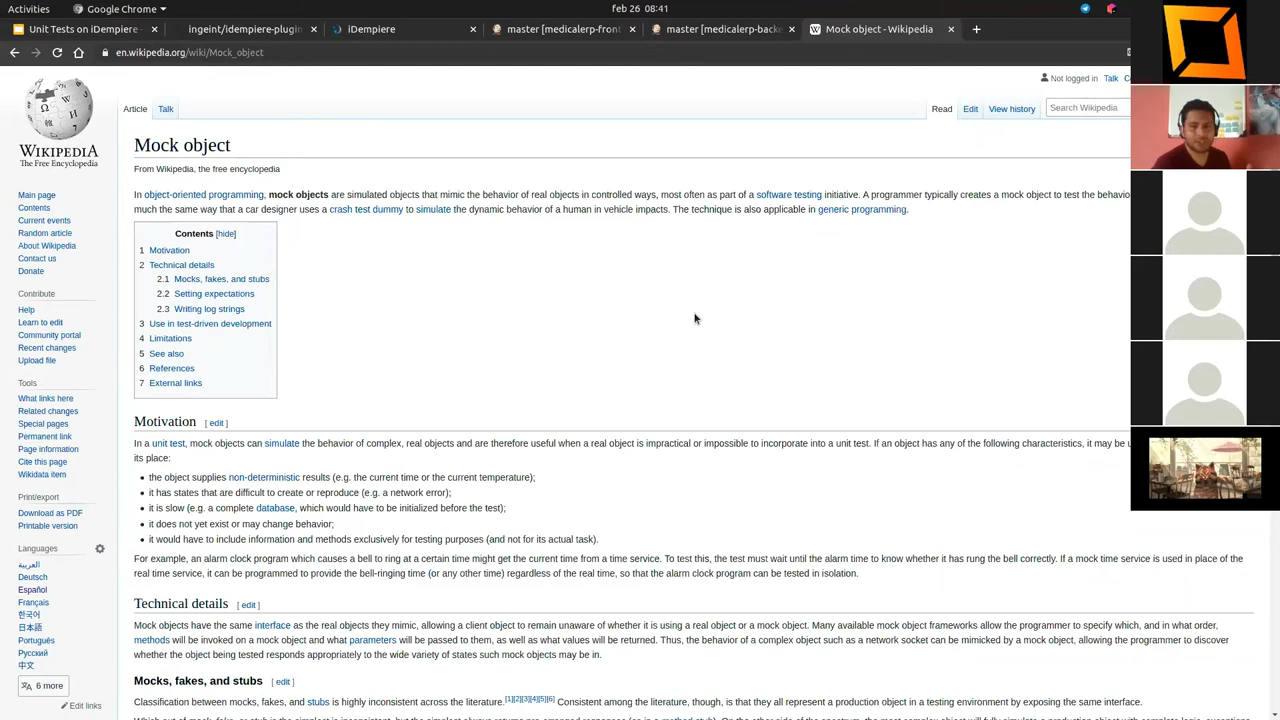 Activities
Google Chrome
feb 26 08:41
Unit Tests on iDempiere
ingeint/idempiere-plugin
iDempiere
master [medicalerp-front
master [medicalerp-backe
Mock object - Wikipedia
en.wikipedia.org/wiki/Mock_object
Not logged in Talk
Article Talk
Read Edit View history
Search Wikipedia
WIKIPEDIA
The Free Encyclopedia
Main page
Contents
Current events
Random article
About Wikipedia
Contact us
Donate
Contribute
Help
Learn to edit
Community portal
Recent changes
Upload file
Tools
What links here
Related changes
Special pages
Permanent link
Page information
Cite this page
Wikidata item
Print/export
Download as PDF
Printable version
Languages
العربية
Deutsch
Español
Français
한국어
日本語
Português
Русский
中文
6 more
Edit links
Mock object
From Wikipedia, the free encyclopedia
In object-oriented programming, mock objects are simulated objects that mimic the behavior of real objects in controlled ways, most often as part of a software testing initiative. A programmer typically creates a mock object to test the behavio
much the same way that a car designer uses a crash test dummy to simulate the dynamic behavior of a human in vehicle impacts. The technique is also applicable in generic programming.
Contents [hide]
1 Motivation
2 Technical details
2.1 Mocks, fakes, and stubs
2.2 Setting expectations
2.3 Writing log strings
3 Use in test-driven development
4 Limitations
5 See also
6 References
7 External links
Motivation [ edit ]
In a unit test, mock objects can simulate the behavior of complex, real objects and are therefore useful when a real object is impractical or impossible to incorporate into a unit test. If an object has any of the following characteristics, it may be u
its place:
• the object supplies non-deterministic results (e.g. the current time or the current temperature);
• it has states that are difficult to create or reproduce (e.g. a network error);
• it is slow (e.g. a complete database, which would have to be initialized before the test);
• it does not yet exist or may change behavior;
• it would have to include information and methods exclusively for testing purposes (and not for its actual task).
For example, an alarm clock program which causes a bell to ring at a certain time might get the current time from a time service. To test this, the test must wait until the alarm time to know whether it has rung the bell correctly. If a mock time service is used in place of the
real time service, it can be programmed to provide the bell-ringing time (or any other time) regardless of the real time, so that the alarm clock program can be tested in isolation.
Technical details [ edit ]
Mock objects have the same interface as the real objects they mimic, allowing a client object to remain unaware of whether it is using a real object or a mock object. Many available mock object frameworks allow the programmer to specify which, and in what order,
methods will be invoked on a mock object and what parameters will be passed to them, as well as what values will be returned. Thus, the behavior of a complex object such as a network socket can be mimicked by a mock object, allowing the programmer to discover
whether the object being tested responds appropriately to the wide variety of states such mock objects may be in.
Mocks, fakes, and stubs [ edit ]
Classification between mocks, fakes, and stubs is highly inconsistent across the literature.[1][2][3][4][5][6] Consistent among the literature, though, is that they all represent a production object in a testing environment by exposing the same interface.